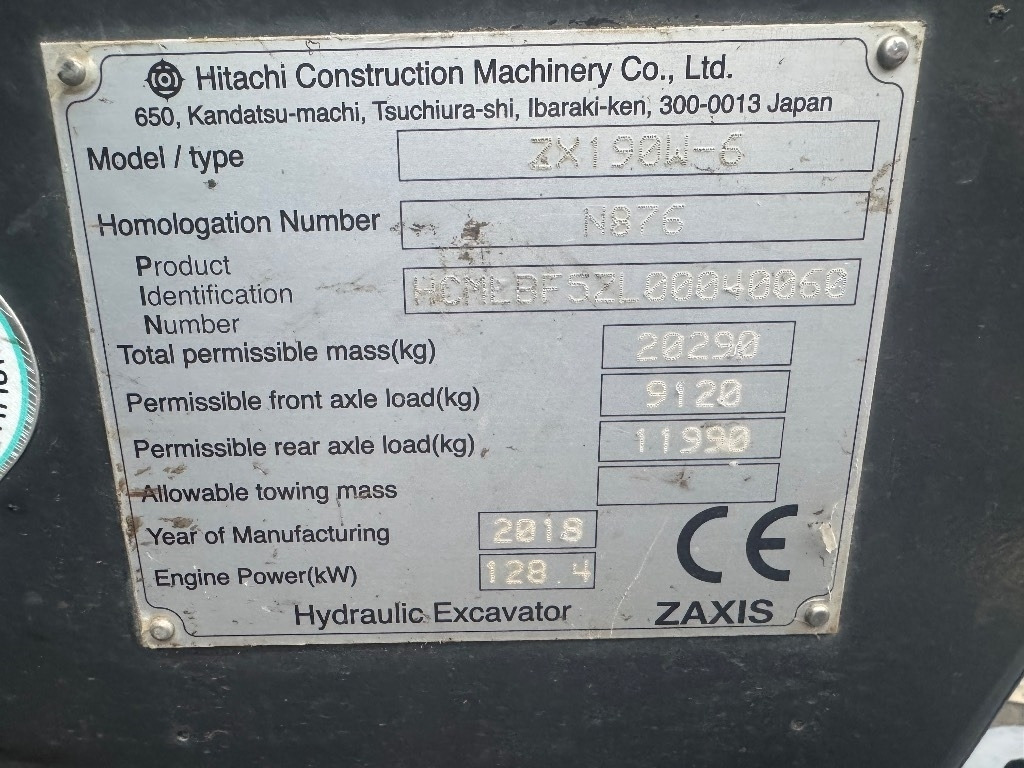 Hitachi Construction Machinery Co., Ltd.
650, Kandatsu-machi, Tsuchiura-shi, Ibaraki-ken, 300-0013 Japan
Model / type ZX190W-6
Homologation Number N876
Product
Identification HCMEBF5ZL00040060
Number
Total permissible mass(kg) 20290
Permissible front axle load(kg) 9120
Permissible rear axle load(kg) 11990
Allowable towing mass
Year of Manufacturing 2018
Engine Power(kW) 128.4
CE
Hydraulic Excavator ZAXIS